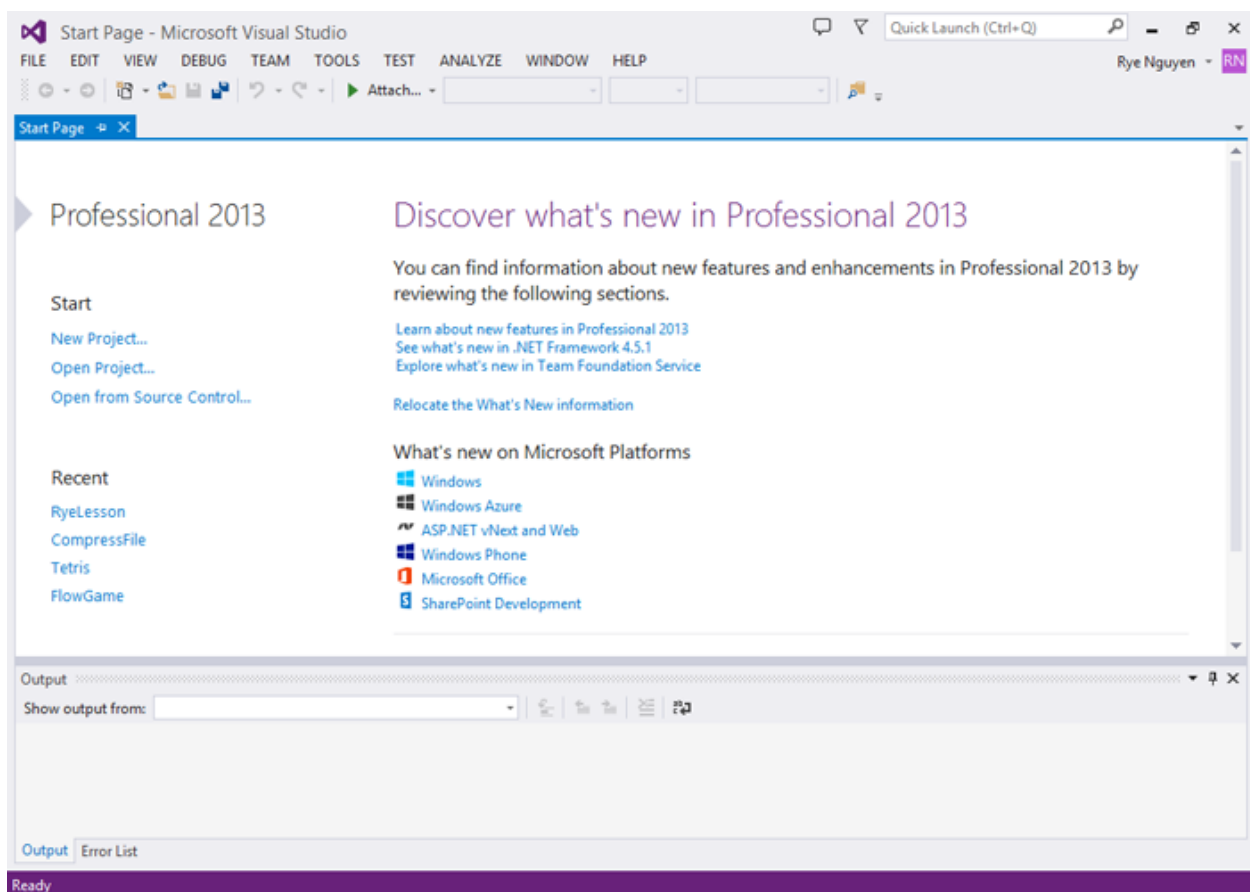 Start Page - Microsoft Visual Studio
Quick Launch (Ctrl+Q)
FILE EDIT VIEW DEBUG TEAM TOOLS TEST ANALYZE WINDOW HELP
Rye Nguyen RN
Attach...
Start Page
Professional 2013
Start
New Project...
Open Project...
Open from Source Control...
Recent
RyeLesson
CompressFile
Tetris
FlowGame
Discover what's new in Professional 2013
You can find information about new features and enhancements in Professional 2013 by
reviewing the following sections.
Learn about new features in Professional 2013
See what's new in .NET Framework 4.5.1
Explore what's new in Team Foundation Service
Relocate the What's New information
What's new on Microsoft Platforms
Windows
Windows Azure
ASP.NET vNext and Web
Windows Phone
Microsoft Office
SharePoint Development
Output
Show output from:
Output Error List
Ready